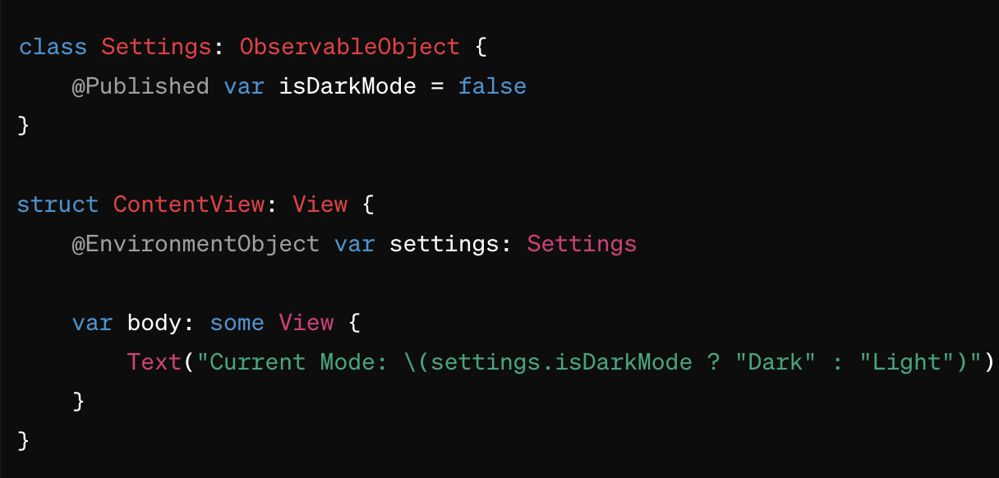 class Settings: ObservableObject {
    @Published var isDarkMode = false
}

struct ContentView: View {
    @EnvironmentObject var settings: Settings

    var body: some View {
        Text("Current Mode: \(settings.isDarkMode ? "Dark" : "Light")")
    }
}